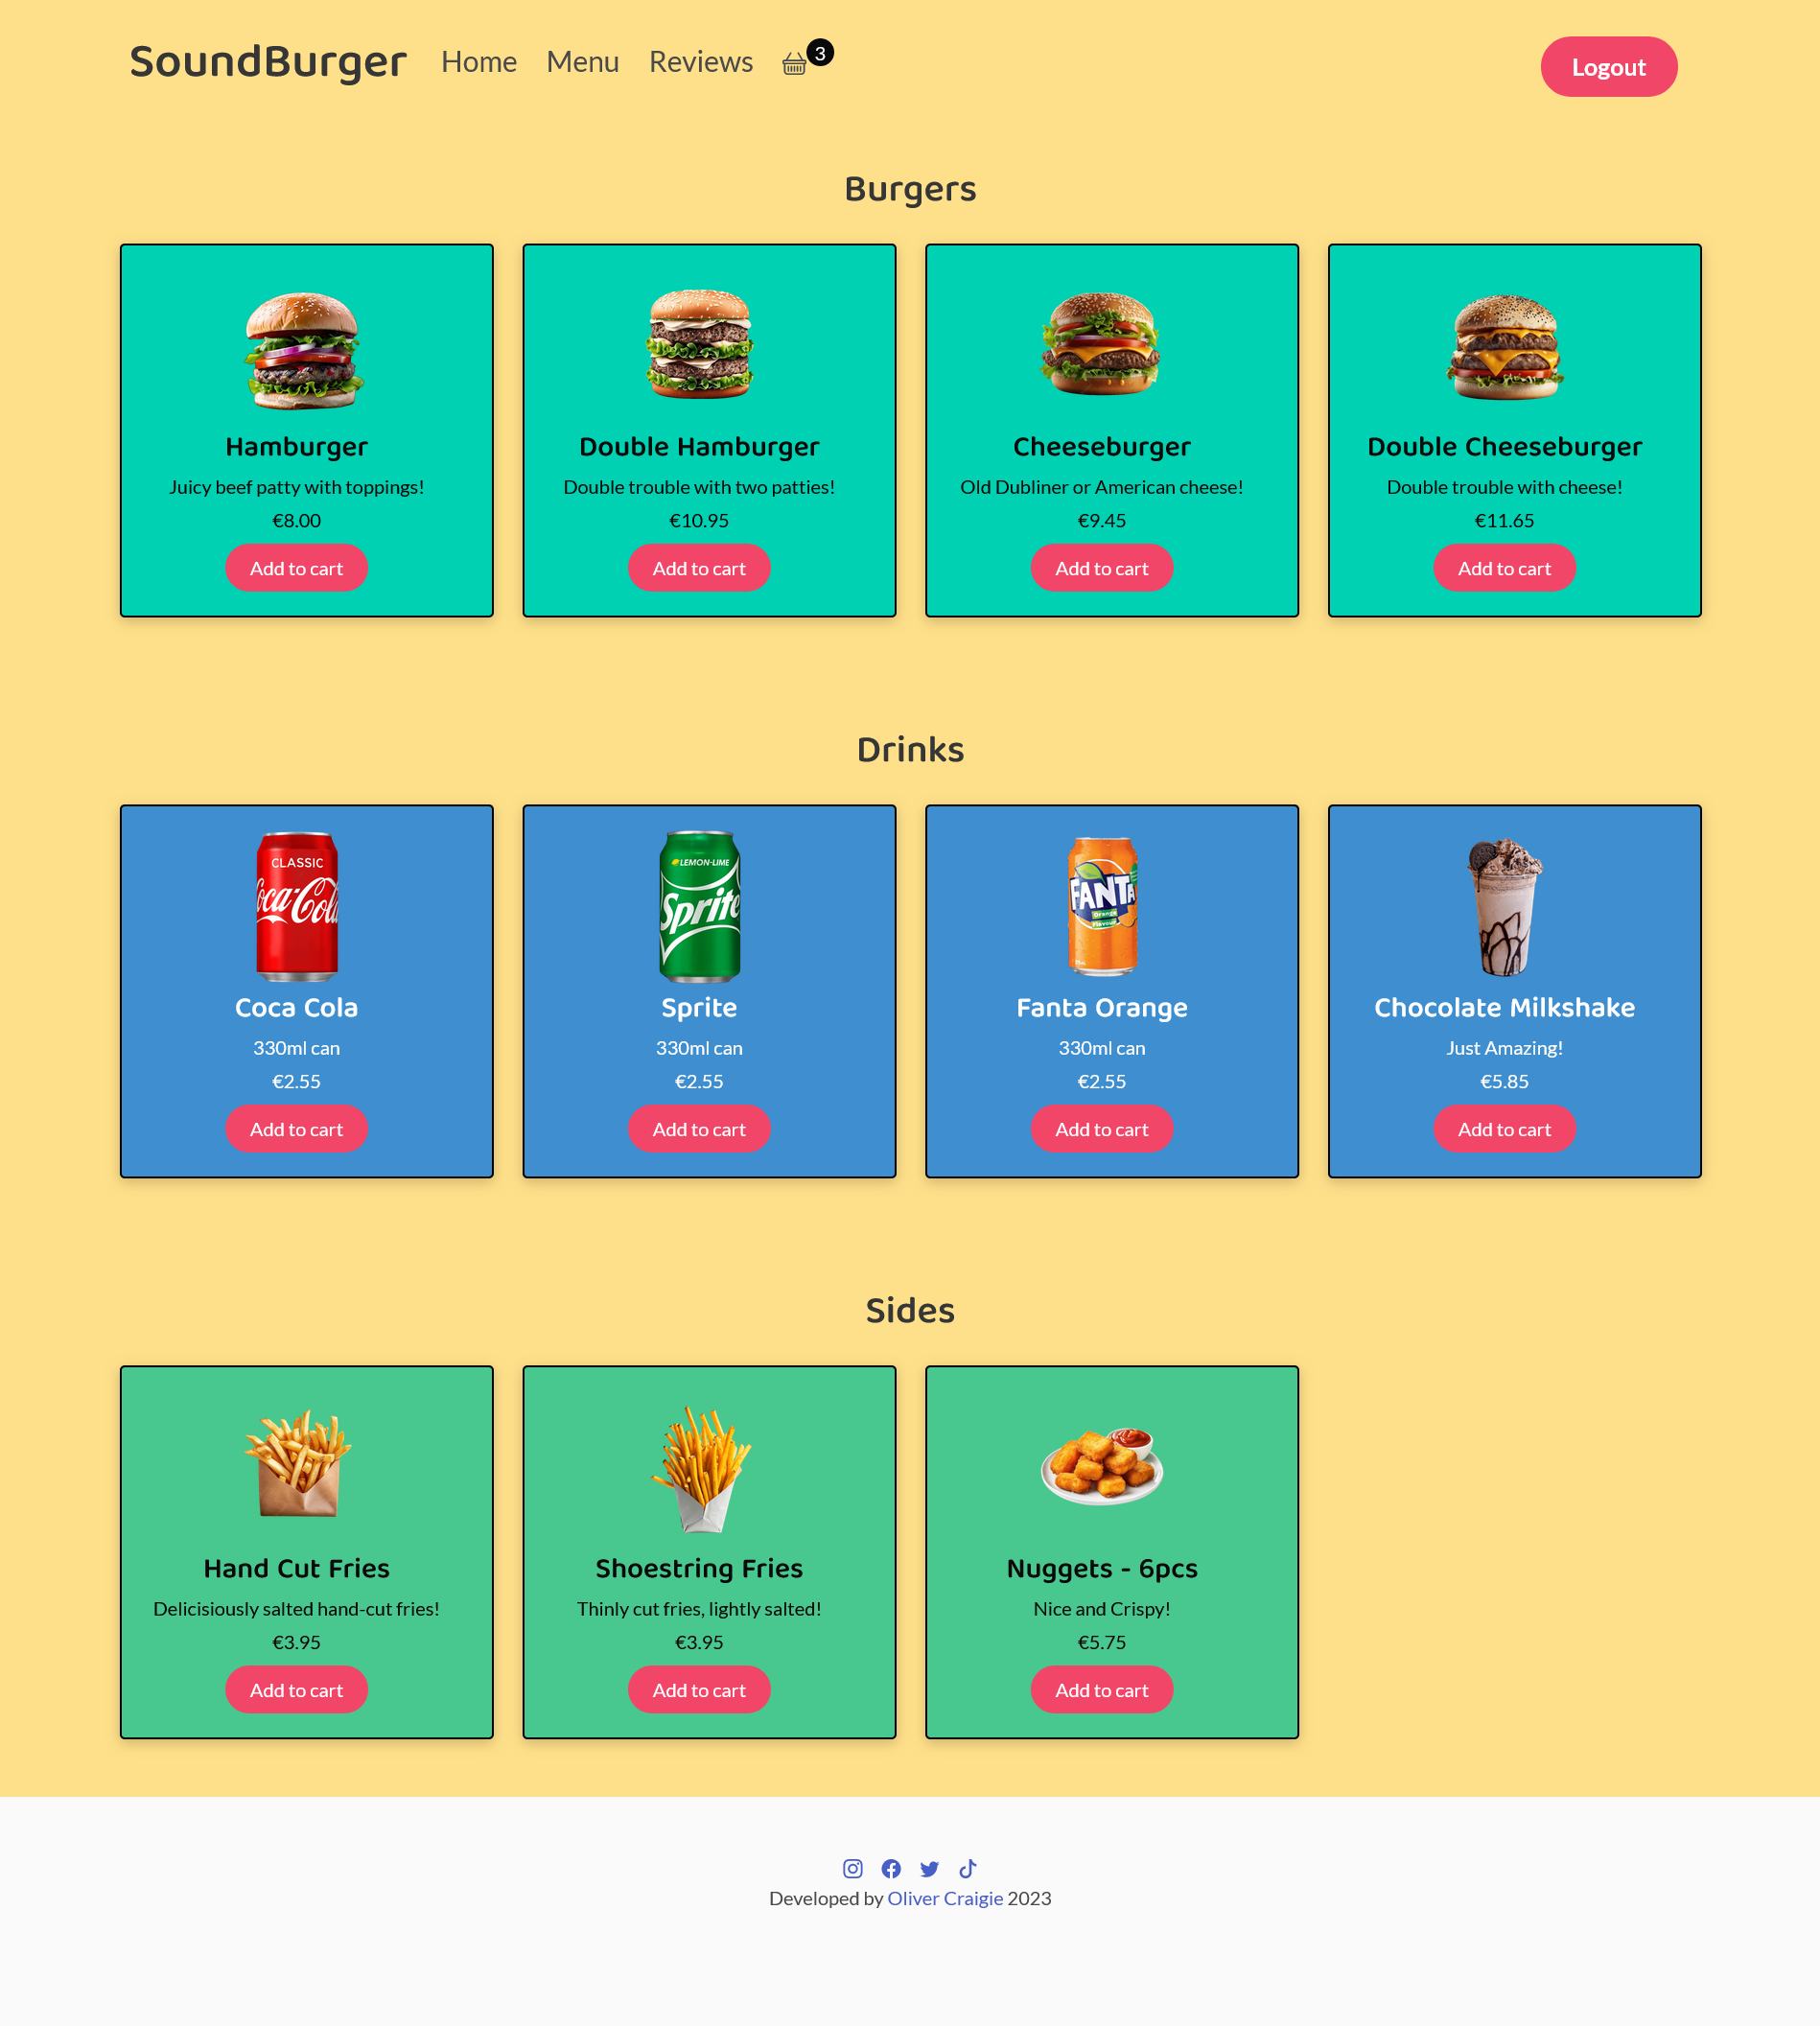 SoundBurger Home Menu Reviews 3 Logout
Burgers
Hamburger
Juicy beef patty with toppings!
€8.00
Add to cart
Double Hamburger
Double trouble with two patties!
€10.95
Add to cart
Cheeseburger
Old Dubliner or American cheese!
€9.45
Add to cart
Double Cheeseburger
Double trouble with cheese!
€11.65
Add to cart
Drinks
CLASSIC
Coca-Cola
Coca Cola
330ml can
€2.55
Add to cart
LEMON-LIME
Sprite
Sprite
330ml can
€2.55
Add to cart
FANTA
Orange
Flavour
Fanta Orange
330ml can
€2.55
Add to cart
Chocolate Milkshake
Just Amazing!
€5.85
Add to cart
Sides
Hand Cut Fries
Delicisiously salted hand-cut fries!
€3.95
Add to cart
Shoestring Fries
Thinly cut fries, lightly salted!
€3.95
Add to cart
Nuggets - 6pcs
Nice and Crispy!
€5.75
Add to cart
Developed by Oliver Craigie 2023